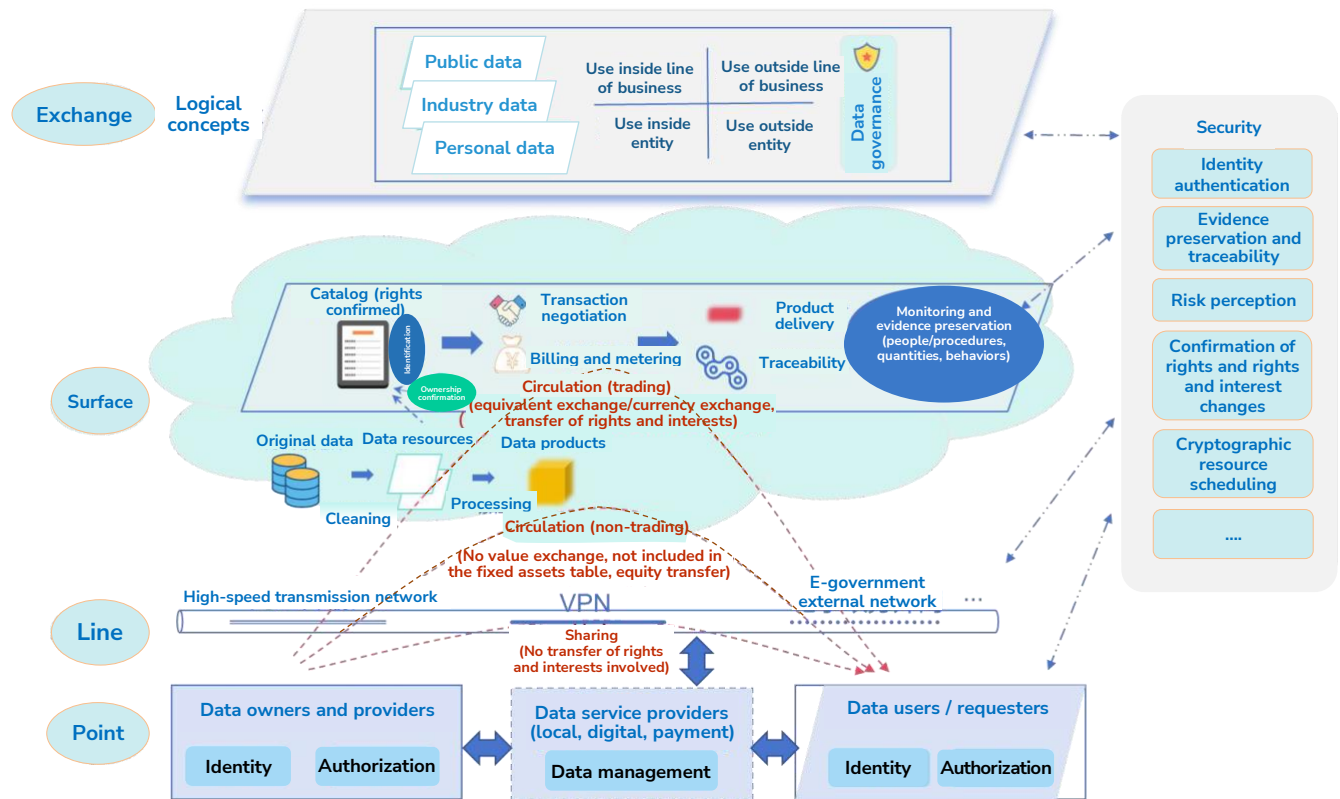 Exchange
Logical
concepts
Public data
Industry data
Personal data
Use inside line
of business
Use outside line
of business
Use inside
entity
Use outside
entity
Data
governance
Security
Identity
authentication
Evidence
preservation and
traceability
Risk perception
Confirmation of
rights and rights
and interest
changes
Cryptographic
resource
scheduling
....
Surface
Catalog (rights
confirmed)
Identification
Ownership
confirmation
Transaction
negotiation
Billing and metering
Product
delivery
Traceability
Monitoring and
evidence preservation
(people/procedures,
quantities, behaviors)
Circulation (trading)
(equivalent exchange/currency exchange,
transfer of rights and interests)
Original data
Data resources
Data products
Cleaning
Processing
Circulation (non-trading)
(No value exchange, not included in
the fixed assets table, equity transfer)
Line
High-speed transmission network
VPN
E-government
external network
...
Sharing
(No transfer of rights
and interests involved)
Point
Data owners and providers
Identity
Authorization
Data service providers
(local, digital, payment)
Data management
Data users / requesters
Identity
Authorization